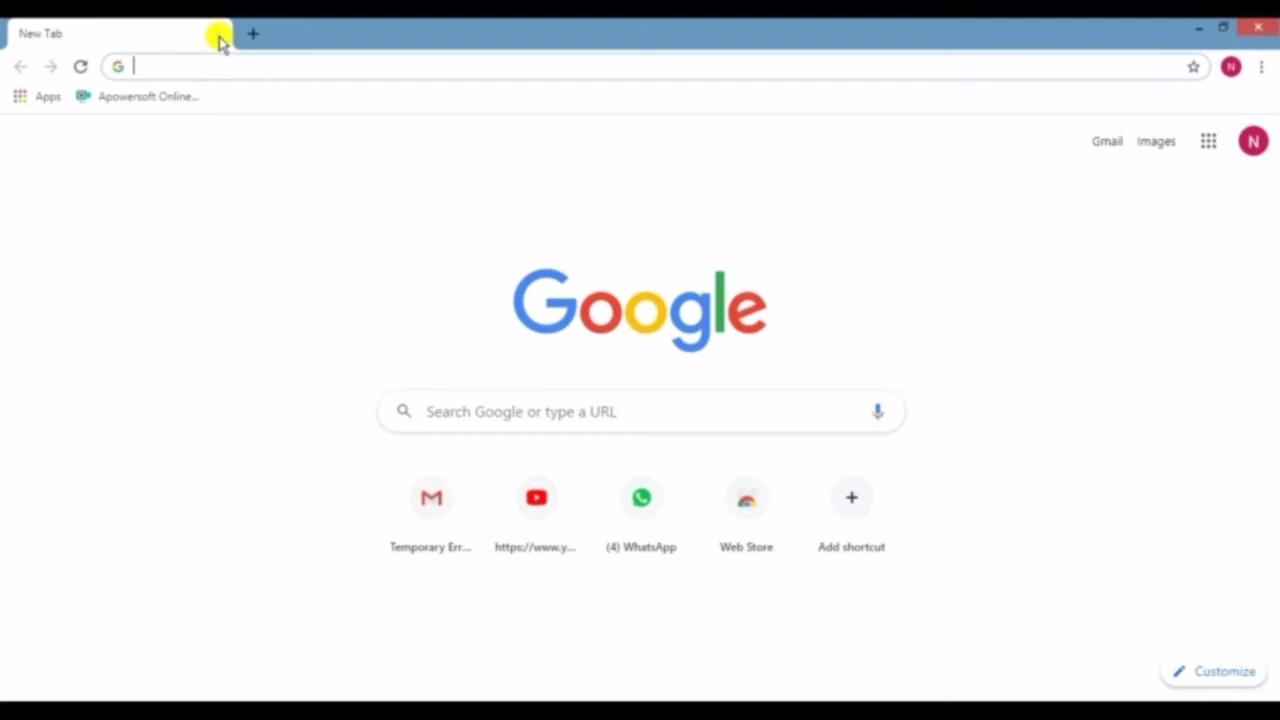 New Tab
Apps Apowersoft Online...
Gmail Images N
Google
Search Google or type a URL
Temporary Err... https://www.y... (4) WhatsApp Web Store Add shortcut
Customize